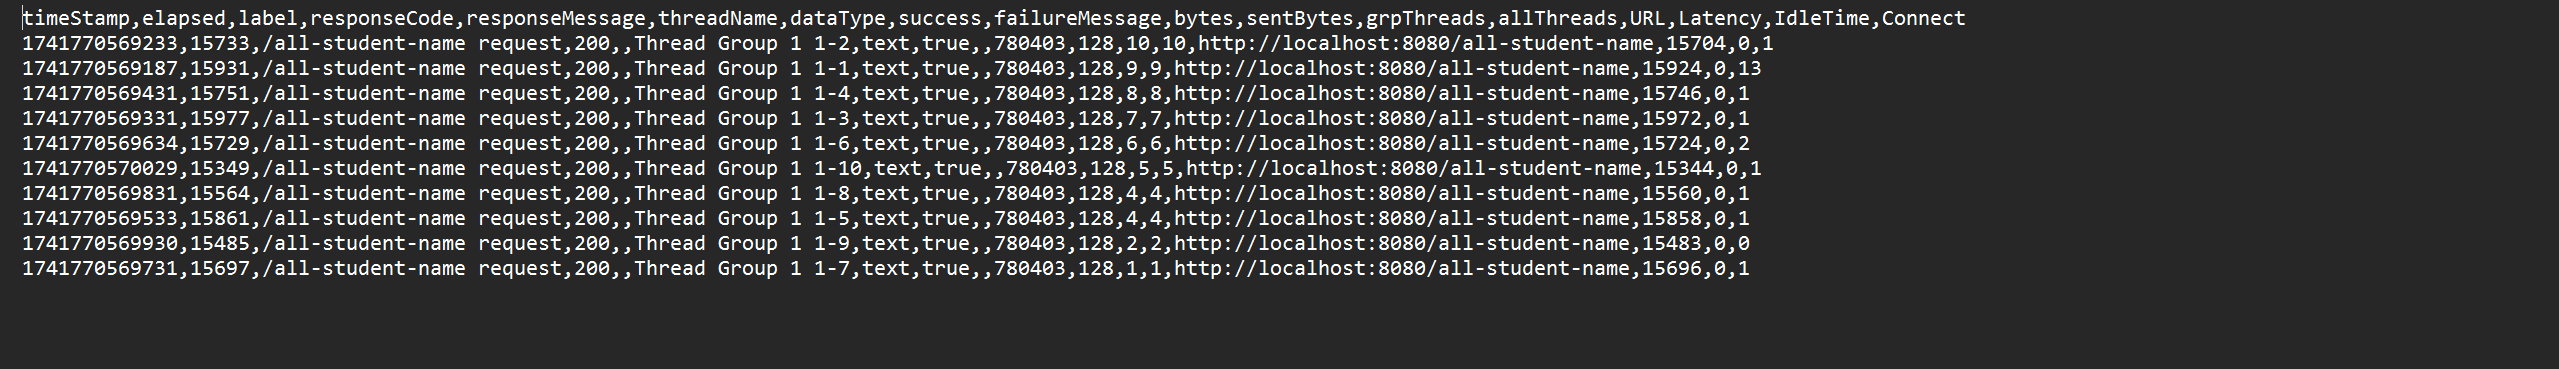 timeStamp,elapsed,label,responseCode,responseMessage,threadName,dataType,success,failureMessage,bytes,sentBytes,grpThreads,allThreads,URL,Latency,IdleTime,Connect
1741770569233,15733,/all-student-name request,200,,Thread Group 1 1-2,text,true,,780403,128,10,10,http://localhost:8080/all-student-name,15704,0,1
1741770569187,15931,/all-student-name request,200,,Thread Group 1 1-1,text,true,,780403,128,9,9,http://localhost:8080/all-student-name,15924,0,13
1741770569431,15751,/all-student-name request,200,,Thread Group 1 1-4,text,true,,780403,128,8,8,http://localhost:8080/all-student-name,15746,0,1
1741770569331,15977,/all-student-name request,200,,Thread Group 1 1-3,text,true,,780403,128,7,7,http://localhost:8080/all-student-name,15972,0,1
1741770569634,15729,/all-student-name request,200,,Thread Group 1 1-6,text,true,,780403,128,6,6,http://localhost:8080/all-student-name,15724,0,2
1741770570029,15349,/all-student-name request,200,,Thread Group 1 1-10,text,true,,780403,128,5,5,http://localhost:8080/all-student-name,15344,0,1
1741770569831,15564,/all-student-name request,200,,Thread Group 1 1-8,text,true,,780403,128,4,4,http://localhost:8080/all-student-name,15560,0,1
1741770569533,15861,/all-student-name request,200,,Thread Group 1 1-5,text,true,,780403,128,4,4,http://localhost:8080/all-student-name,15858,0,1
1741770569930,15485,/all-student-name request,200,,Thread Group 1 1-9,text,true,,780403,128,2,2,http://localhost:8080/all-student-name,15483,0,0
1741770569731,15697,/all-student-name request,200,,Thread Group 1 1-7,text,true,,780403,128,1,1,http://localhost:8080/all-student-name,15696,0,1